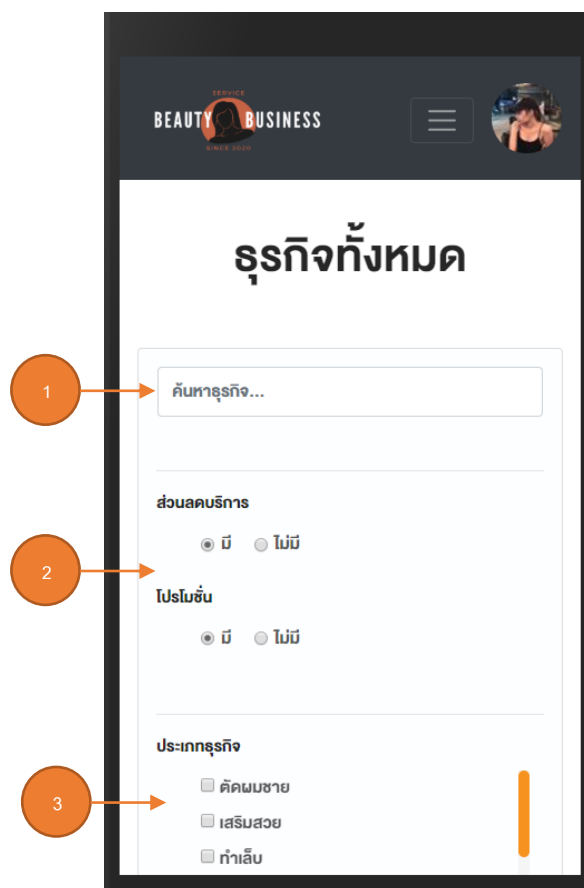 SERVICE
BEAUTY BUSINESS
SINCE 2020
ธุรกิจทั้งหมด
1
ค้นหาธุรกิจ...
ส่วนลดบริการ
มี ไม่มี
2
โปรโมชั่น
มี ไม่มี
ประเภทธุรกิจ
ตัดผมชาย
3
เสริมสวย
ทำเล็บ